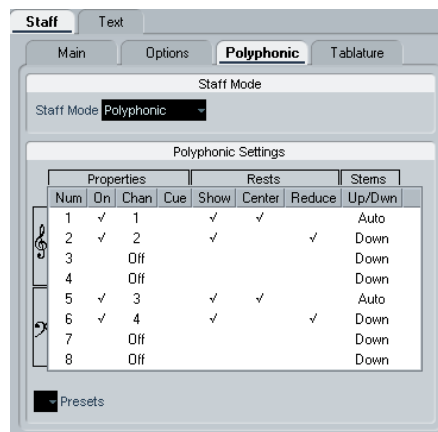 Staff Text
Main Options Polyphonic Tablature
Staff Mode
Staff Mode Polyphonic
Polyphonic Settings
Properties Rests Stems
Num On Chan Cue Show Center Reduce Up/Dwn
1 √ 1 √ √ Auto
2 √ 2 √ √ Down
3 Off Down
4 Off Down
5 √ 3 √ √ Auto
6 √ 4 √ √ Down
7 Off Down
8 Off Down
Presets